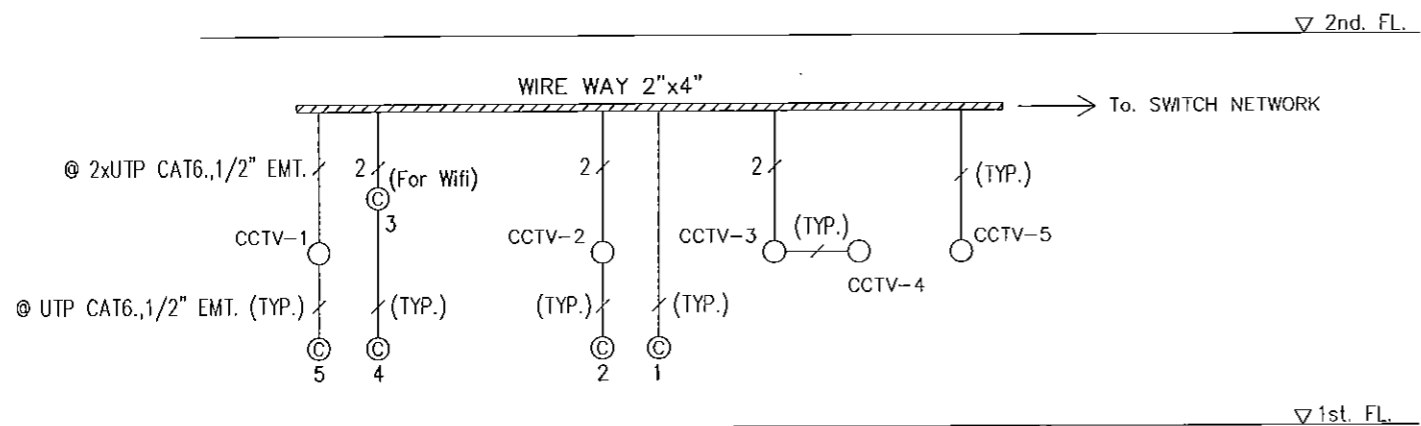 ▽ 2nd. FL.
WIRE WAY 2"x4"
To. SWITCH NETWORK
@ 2xUTP CAT6.,1/2" EMT.
2
(For Wifi)
2
2
(TYP.)
C
3
CCTV-1
CCTV-2
CCTV-3
(TYP.)
CCTV-5
CCTV-4
@ UTP CAT6.,1/2" EMT. (TYP.)
(TYP.)
(TYP.)
(TYP.)
C
C
C
C
5
4
2
1
▽ 1st. FL.